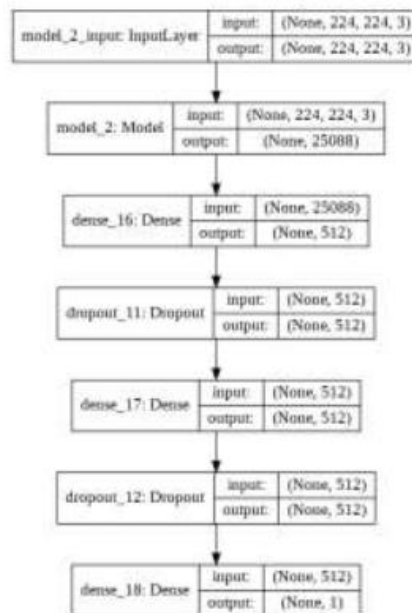 model_2_input: InputLayer
input: (None, 224, 224, 3)
output: (None, 224, 224, 3)
model_2: Model
input: (None, 224, 224, 3)
output: (None, 25088)
dense_16: Dense
input: (None, 25088)
output: (None, 512)
dropout_11: Dropout
input: (None, 512)
output: (None, 512)
dense_17: Dense
input: (None, 512)
output: (None, 512)
dropout_12: Dropout
input: (None, 512)
output: (None, 512)
dense_18: Dense
input: (None, 512)
output: (None, 1)